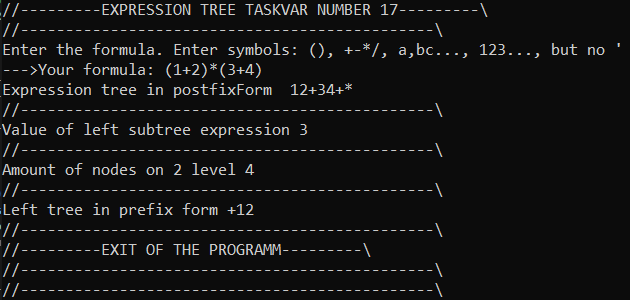 //---------EXPRESSION TREE TASKVAR NUMBER 17---------\
//-----------------------------------------------\
Enter the formula. Enter symbols: (), +-*/, a,bc..., 123..., but no '
--->Your formula: (1+2)*(3+4)
Expression tree in postfixForm  12+34+*
//-----------------------------------------------\
Value of left subtree expression 3
//-----------------------------------------------\
Amount of nodes on 2 level 4
//-----------------------------------------------\
Left tree in prefix form +12
//-----------------------------------------------\
//---------EXIT OF THE PROGRAMM---------\
//-----------------------------------------------\
//-----------------------------------------------\